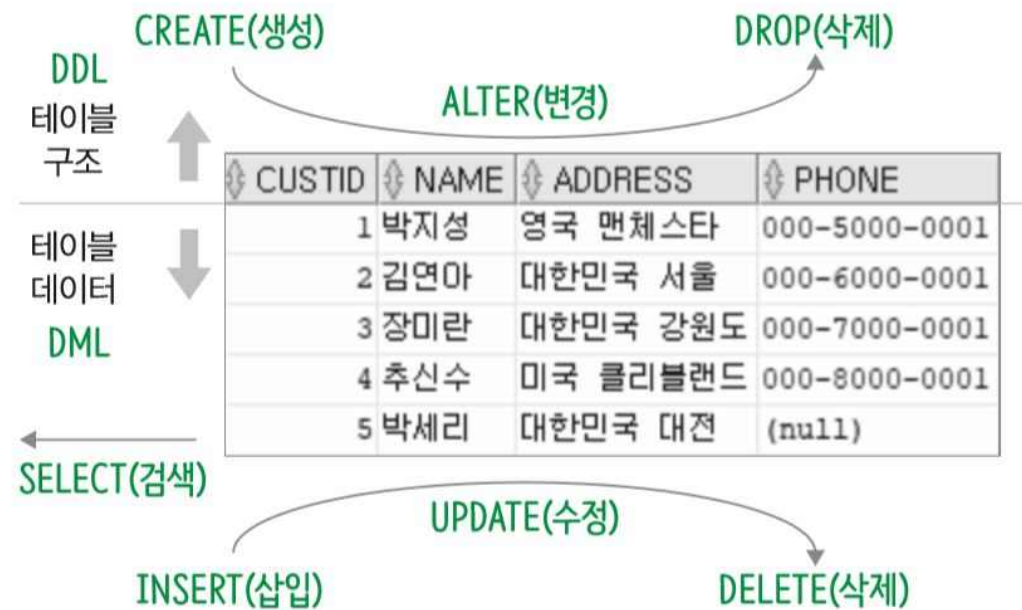 CREATE(생성)
DROP(삭제)
DDL
테이블
구조
ALTER(변경)
CUSTID NAME ADDRESS PHONE
1 박지성 영국 맨체스타 000-5000-0001
2 김연아 대한민국 서울 000-6000-0001
3 장미란 대한민국 강원도 000-7000-0001
4 추신수 미국 클리블랜드 000-8000-0001
5 박세리 대한민국 대전 (null)
테이블
데이터
DML
SELECT(검색)
UPDATE(수정)
INSERT(삽입)
DELETE(삭제)